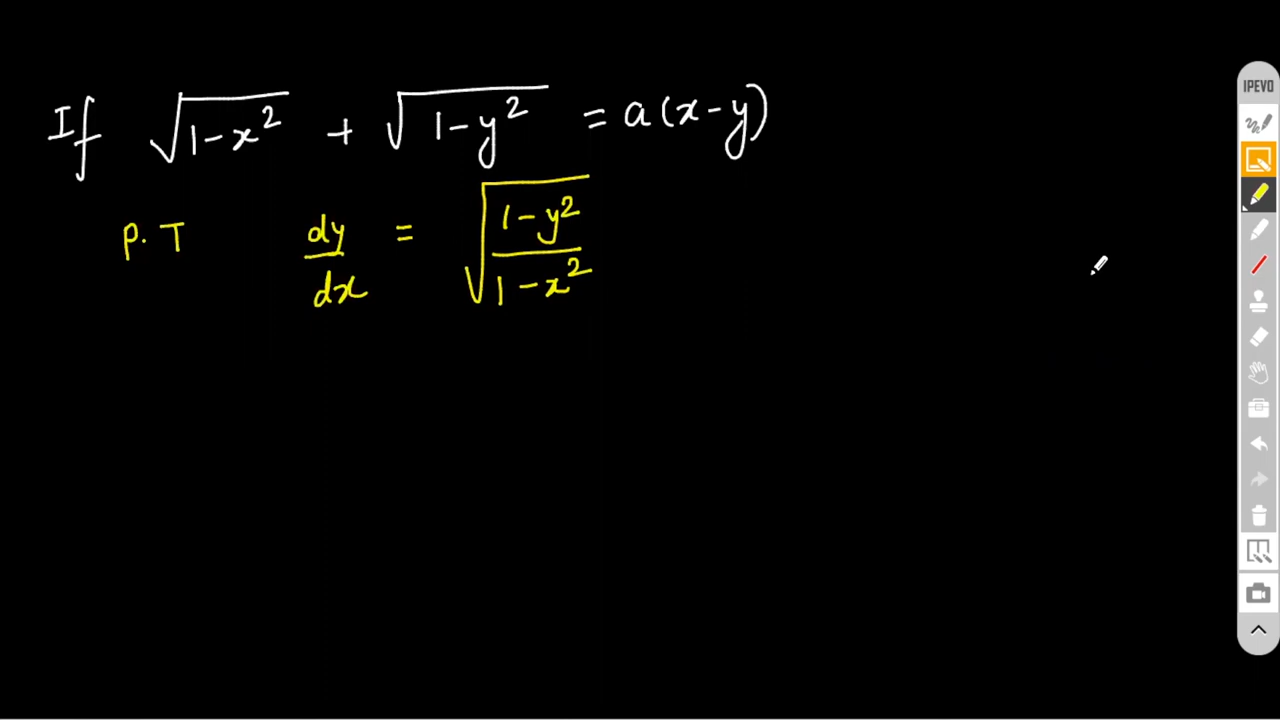 If √(1-x²) + √(1-y²) = a(x-y)
P.T dy/dx = √((1-y²)/(1-x²))
IPEVO